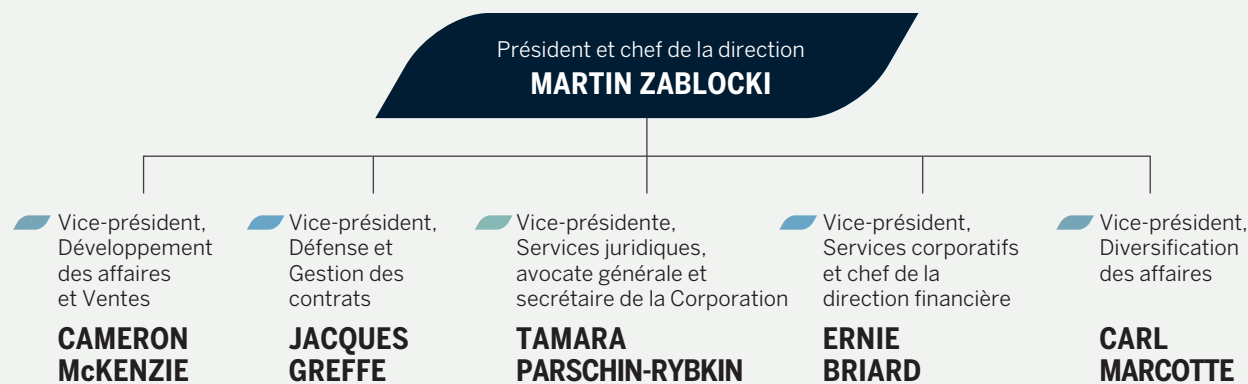 Président et chef de la direction
MARTIN ZABLOCKI
Vice-président,
Développement
des affaires
et Ventes
CAMERON
McKENZIE
Vice-président,
Défense et
Gestion des
contrats
JACQUES
GREFFE
Vice-présidente,
Services juridiques,
avocate générale et
secrétaire de la Corporation
TAMARA
PARSCHIN-RYBKIN
Vice-président,
Services corporatifs
et chef de la
direction financière
ERNIE
BRIARD
Vice-président,
Diversification
des affaires
CARL
MARCOTTE